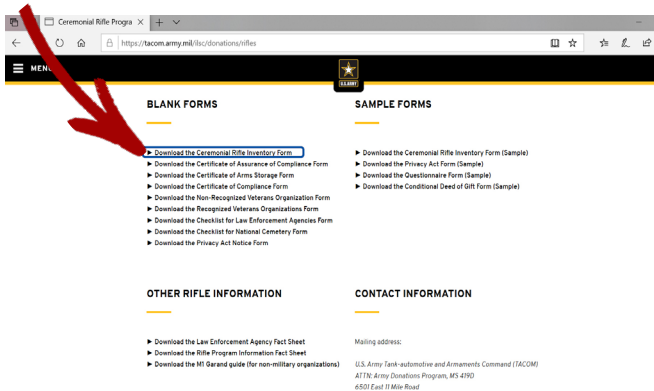 Ceremonial Rifle Progra
https://tacom.army.mil/ilsc/donations/rifles
MENU
U.S.ARMY
BLANK FORMS
Download the Ceremonial Rifle Inventory Form
Download the Certificate of Assurance of Compliance Form
Download the Certificate of Arms Storage Form
Download the Certificate of Compliance Form
Download the Non-Recognized Veterans Organization Form
Download the Recognized Veterans Organizations Form
Download the Checklist for Law Enforcement Agencies Form
Download the Checklist for National Cemetery Form
Download the Privacy Act Notice Form
SAMPLE FORMS
Download the Ceremonial Rifle Inventory Form (Sample)
Download the Privacy Act Form (Sample)
Download the Questionnaire Form (Sample)
Download the Conditional Deed of Gift Form (Sample)
OTHER RIFLE INFORMATION
Download the Law Enforcement Agency Fact Sheet
Download the Rifle Program Information Fact Sheet
Download the M1 Garand guide (for non-military organizations)
CONTACT INFORMATION
Mailing address:
U.S. Army Tank-automotive and Armaments Command (TACOM)
ATTN: Army Donations Program, MS 419D
6501 East 11 Mile Road